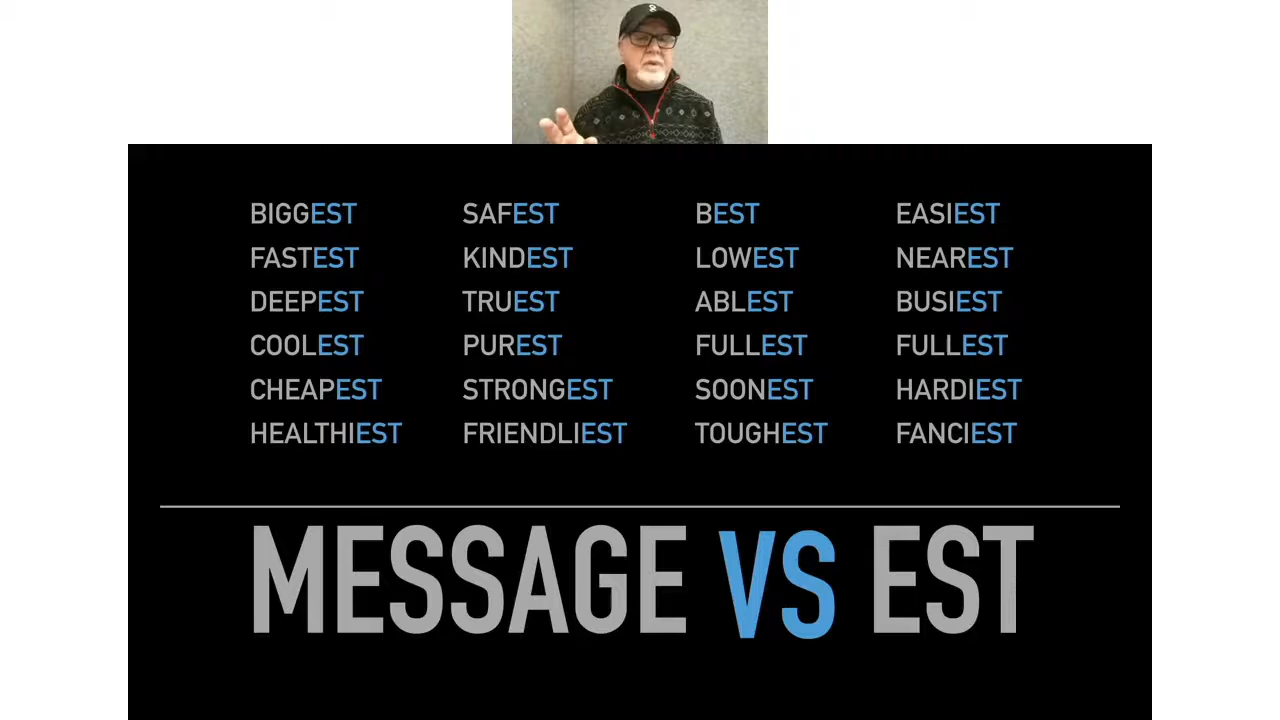 BIGGEST SAFEST BEST EASIEST
FASTEST KINDEST LOWEST NEAREST
DEEPEST TRUEST ABLEST BUSIEST
COOLEST PUREST FULLEST FULLEST
CHEAPEST STRONGEST SOONEST HARDIEST
HEALTHIEST FRIENDLIEST TOUGHEST FANCIEST
MESSAGE VS EST